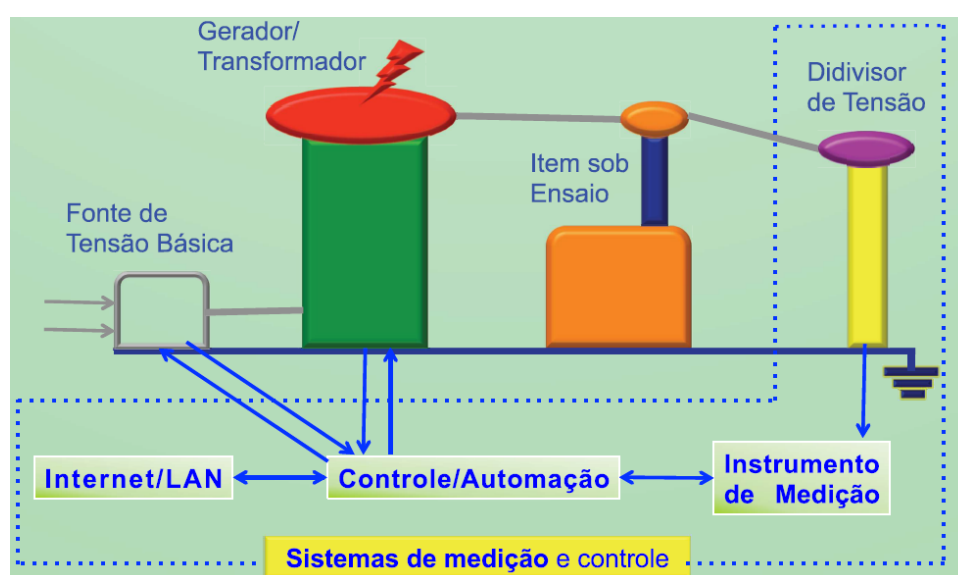 Gerador/
Transformador
Didivisor
de Tensão
Item sob
Ensaio
Fonte de
Tensão Básica
Internet/LAN
Controle/Automação
Instrumento
de Medição
Sistemas de medição e controle